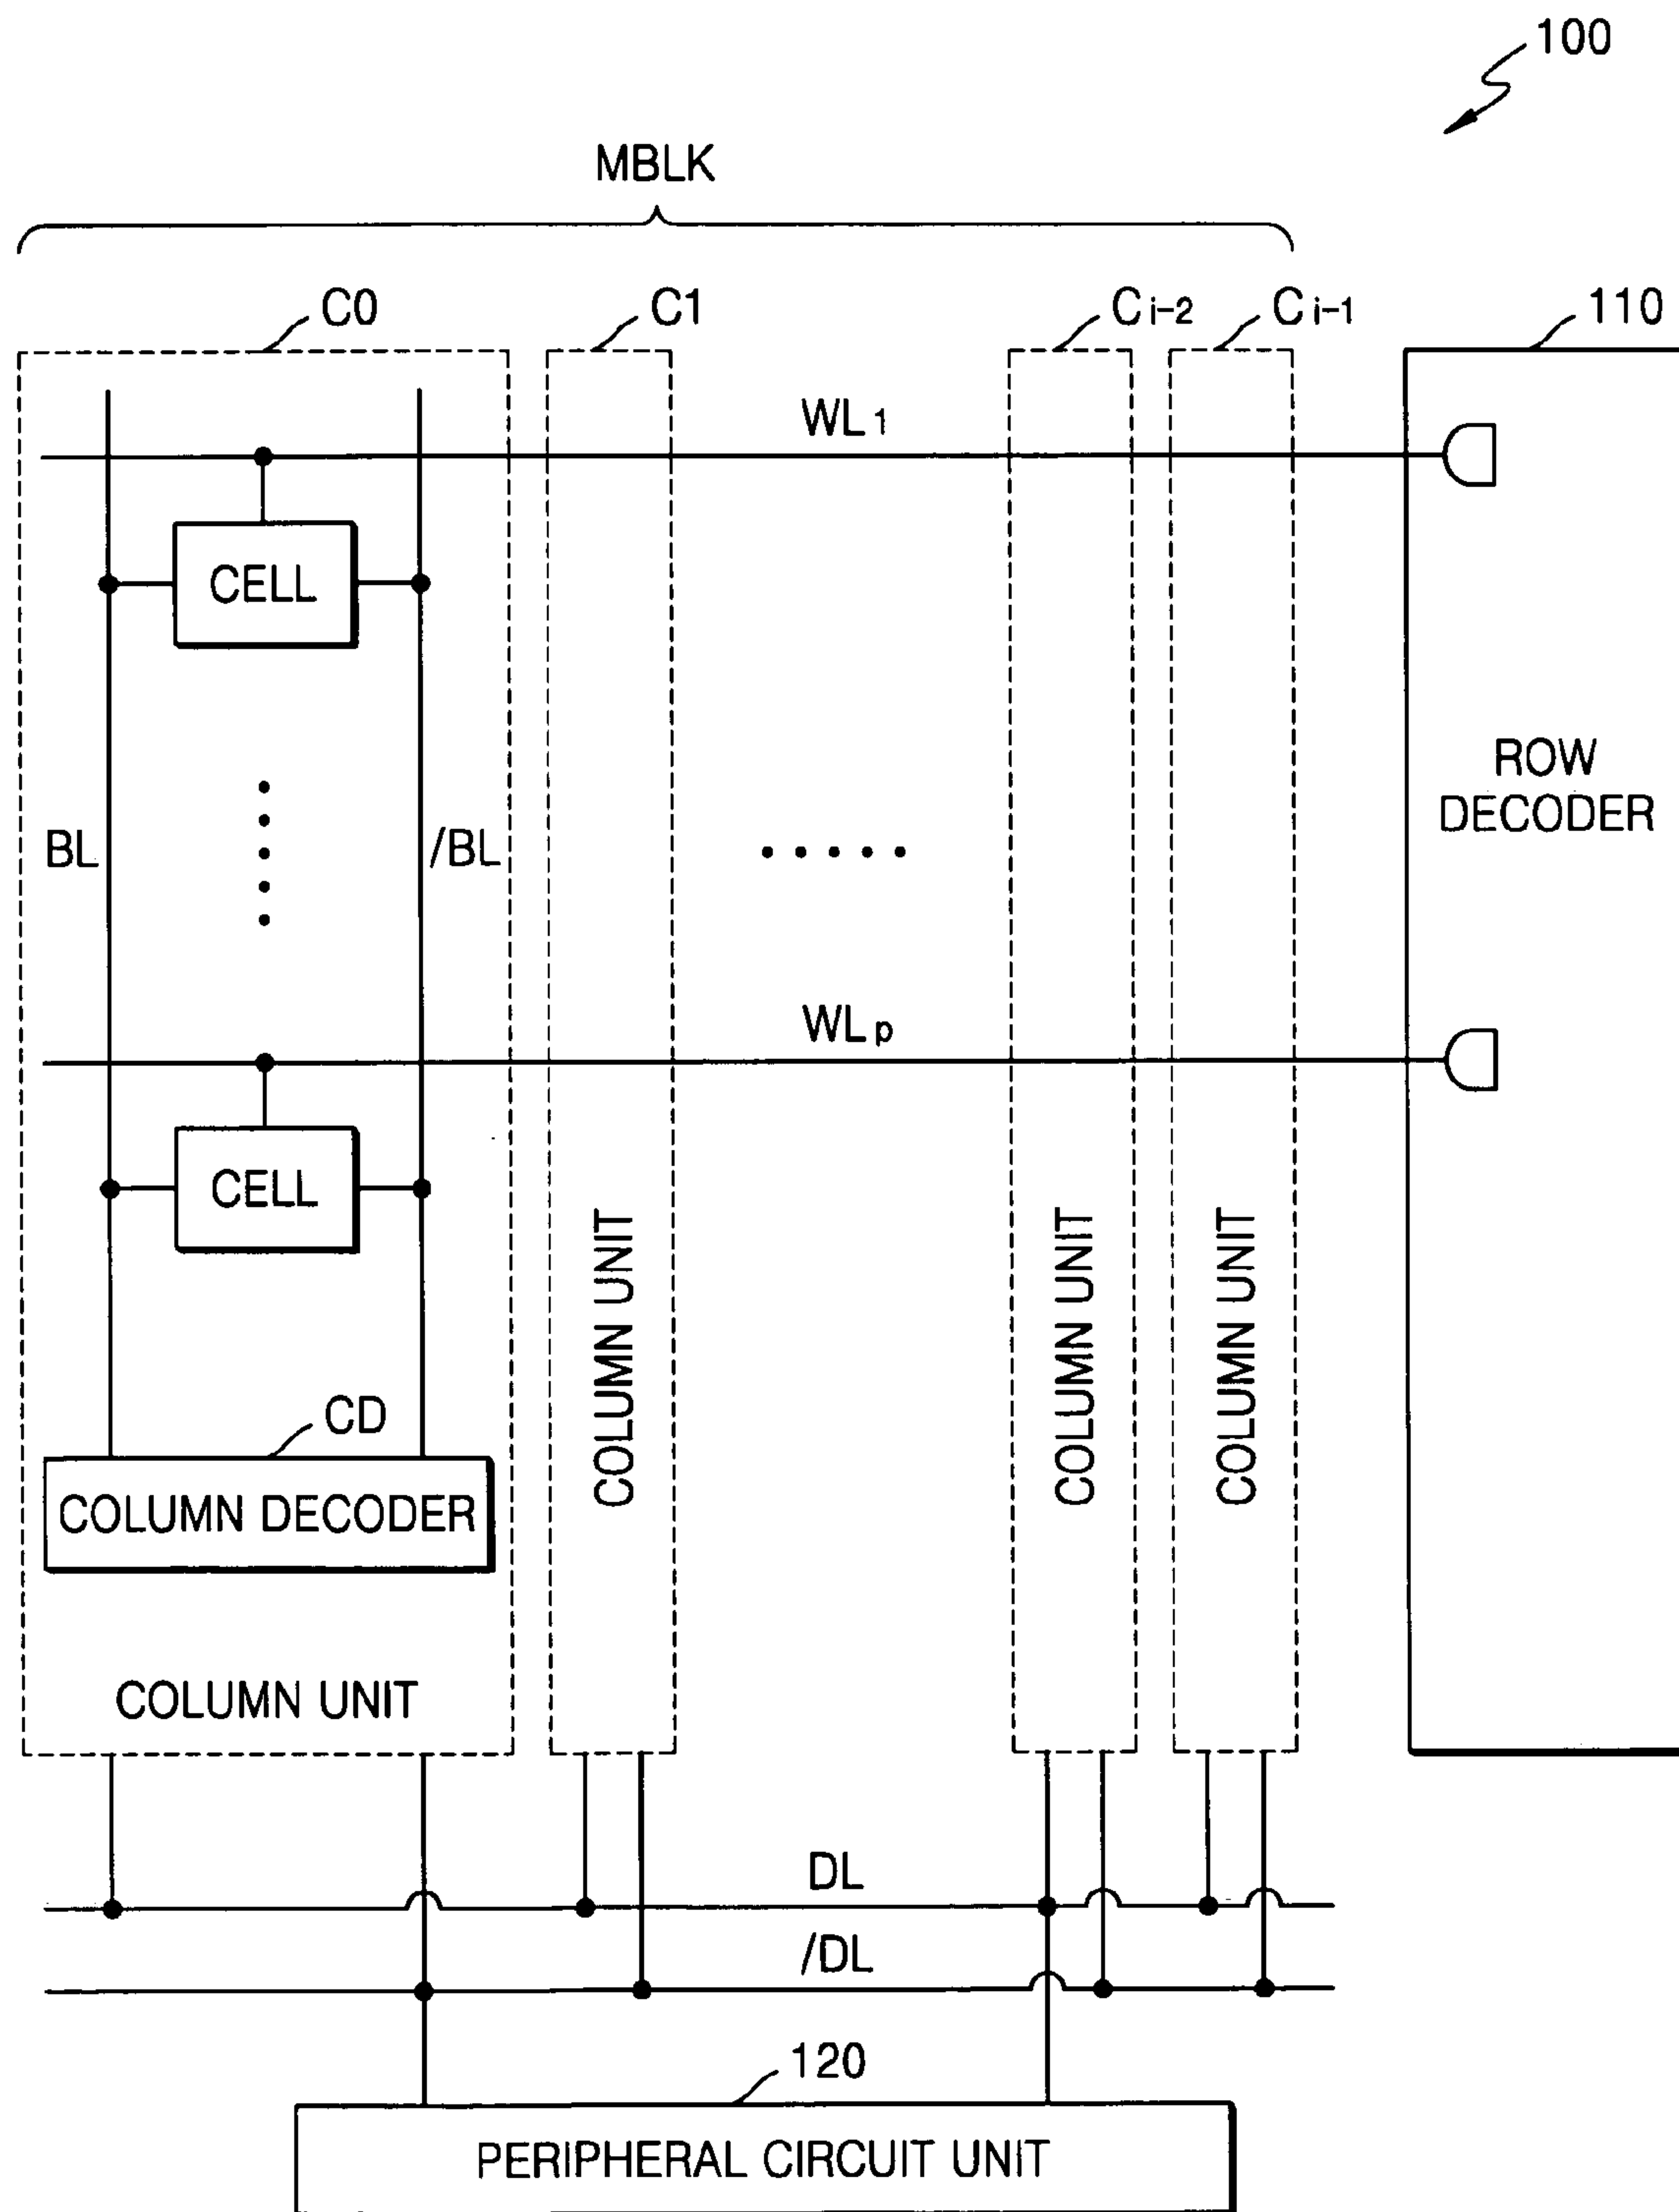 100
MBLK
C0
C1
Ci-2
Ci-1
110
WL1
CELL
ROW
DECODER
BL
/BL
WLp
CELL
COLUMN UNIT
COLUMN UNIT
COLUMN UNIT
CD
COLUMN DECODER
COLUMN UNIT
DL
/DL
120
PERIPHERAL CIRCUIT UNIT